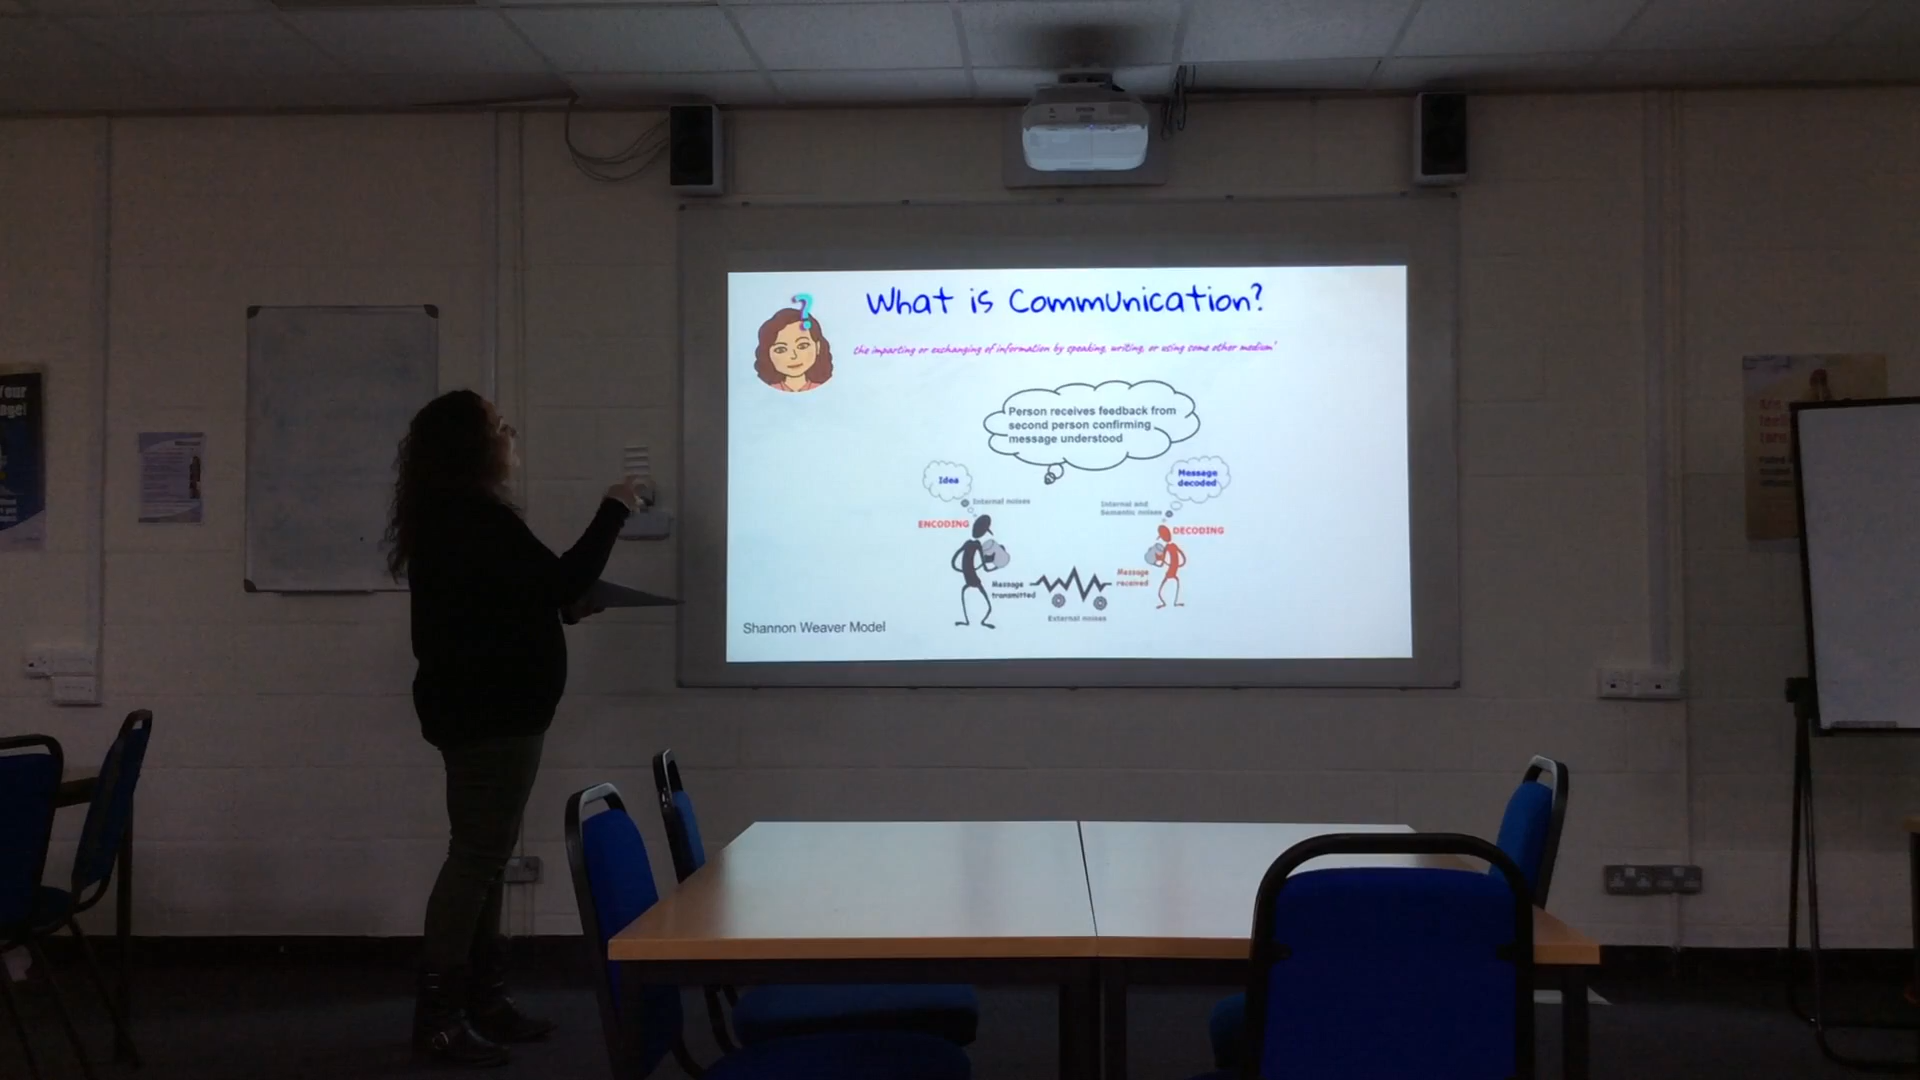 What is Communication?
the imparting or exchanging of information by speaking, writing, or using some other medium'
Person receives feedback from
second person confirming
message understood
Idea
Message
decoded
Internal noises
Internal and
Semantic noises
ENCODING
DECODING
Message
transmitted
Message
received
External noises
Shannon Weaver Model